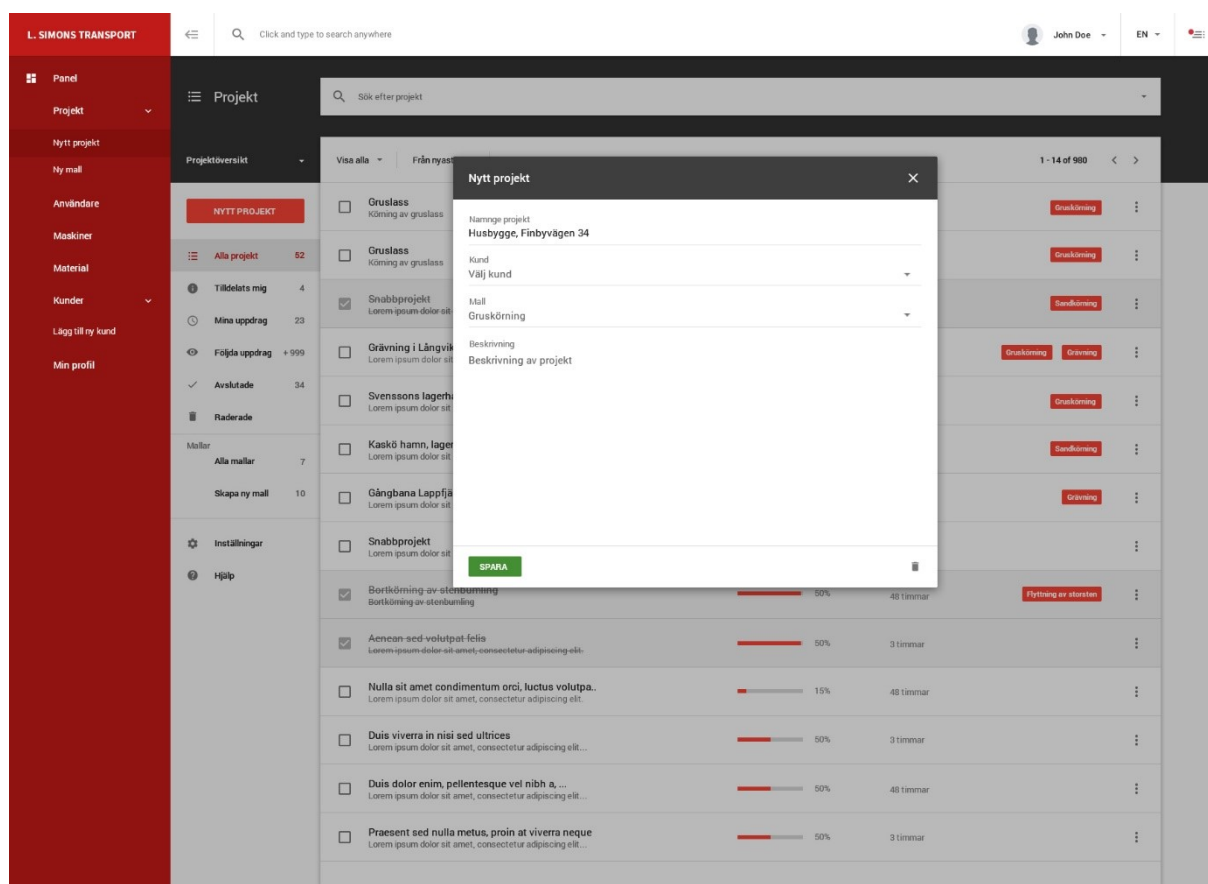 L. SIMONS TRANSPORT
Click and type to search anywhere
John Doe
EN
Panel
Projekt
Nytt projekt
Ny mall
Användare
Maskiner
Material
Kunder
Lägg till ny kund
Min profil
Projekt
Sök efter projekt
Projektöversikt
Visa alla
Från nyast
1 - 14 of 980
NYTT PROJEKT
Alla projekt 52
Tilldelats mig 4
Mina uppdrag 23
Följda uppdrag +999
Avslutade 34
Raderade
Mallar
Alla mallar 7
Skapa ny mall 10
Inställningar
Hjälp
Gruslass
Körning av gruslass
Gruskörning
Gruslass
Körning av gruslass
Gruskörning
Snabbprojekt
Lorem ipsum dolor sit
Sandkörning
Grävning i Långvik
Lorem ipsum dolor sit
Gruskörning Grävning
Svenssons lagerh
Lorem ipsum dolor sit
Gruskörning
Kaskö hamn, lager
Lorem ipsum dolor sit
Sandkörning
Gångbana Lappfjä
Lorem ipsum dolor sit
Grävning
Snabbprojekt
Lorem ipsum dolor sit
Nytt projekt
Namnge projekt
Husbygge, Finbyvägen 34
Kund
Välj kund
Mall
Gruskörning
Beskrivning
Beskrivning av projekt
SPARA
Bortkörning av stenbumling
Bortköming av stenbumling
50% 48 timmar
Flyttning av storsten
Aenean sed volutpat felis
Lorem ipsum dolor sit amet, consectetur adipiscing elit.
50% 3 timmar
Nulla sit amet condimentum orci, luctus volutpa..
Lorem ipsum dolor sit amet, consectetur adipiscing elit.
15% 48 timmar
Duis viverra in nisi sed ultrices
Lorem ipsum dolor sit amet, consectetur adipiscing elit...
50% 3 timmar
Duis dolor enim, pellentesque vel nibh a, ...
Lorem ipsum dolor sit amet, consectetur adipiscing elit...
50% 48 timmar
Praesent sed nulla metus, proin at viverra neque
Lorem ipsum dolor sit amet, consectetur adipiscing elit...
50% 3 timmar